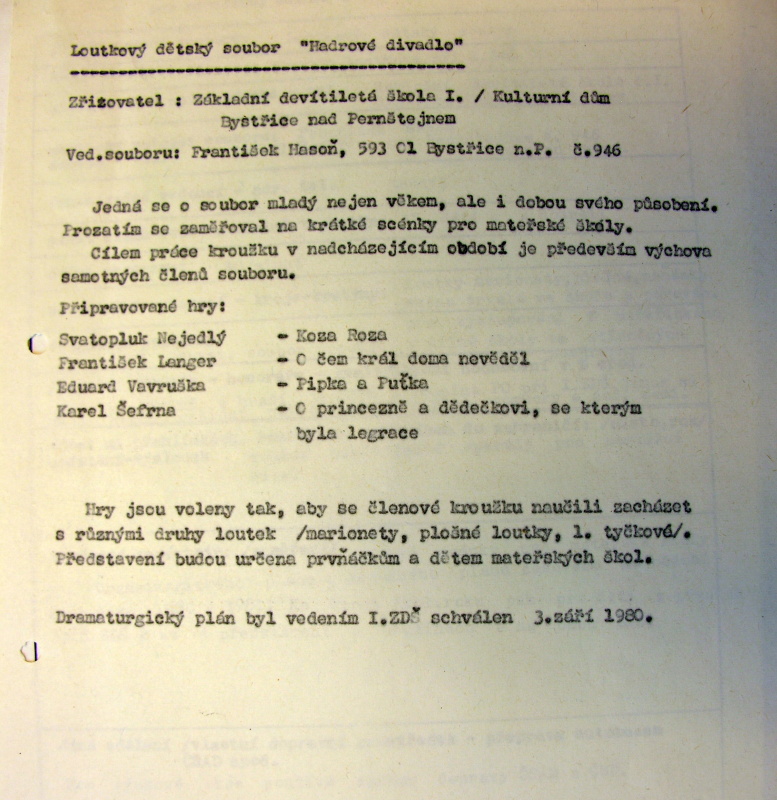 Loutkový dětský soubor "Hadrové divadlo"
Zřizovatel : Základní devítiletá škola I. / Kulturní dům
Bystřice nad Pernštejnem
Ved.souboru: František Hasoň, 593 01 Bystřice n.P. č.946
Jedná se o soubor mladý nejen věkem, ale i dobou svého působení.
Prozatím se zaměřoval na krátké scénky pro mateřské školy.
Cílem práce kroužku v nadcházejícím období je především výchova
samotných členů souboru.
Připravované hry:
Svatopluk Nejedlý - Koza Roza
František Langer - O čem král doma nevěděl
Eduard Vavruška - Pipka a Puťka
Karel Šefrna - O princezně a dědečkovi, se kterým
byla legrace
Hry jsou voleny tak, aby se členové kroužku naučili zacházet
s různými druhy loutek /marionety, plošné loutky, l. tyčková/.
Představení budou určena prvňáčkům a dětem mateřských škol.
Dramaturgický plán byl vedením I.ZDŠ schválen 3.září 1980.